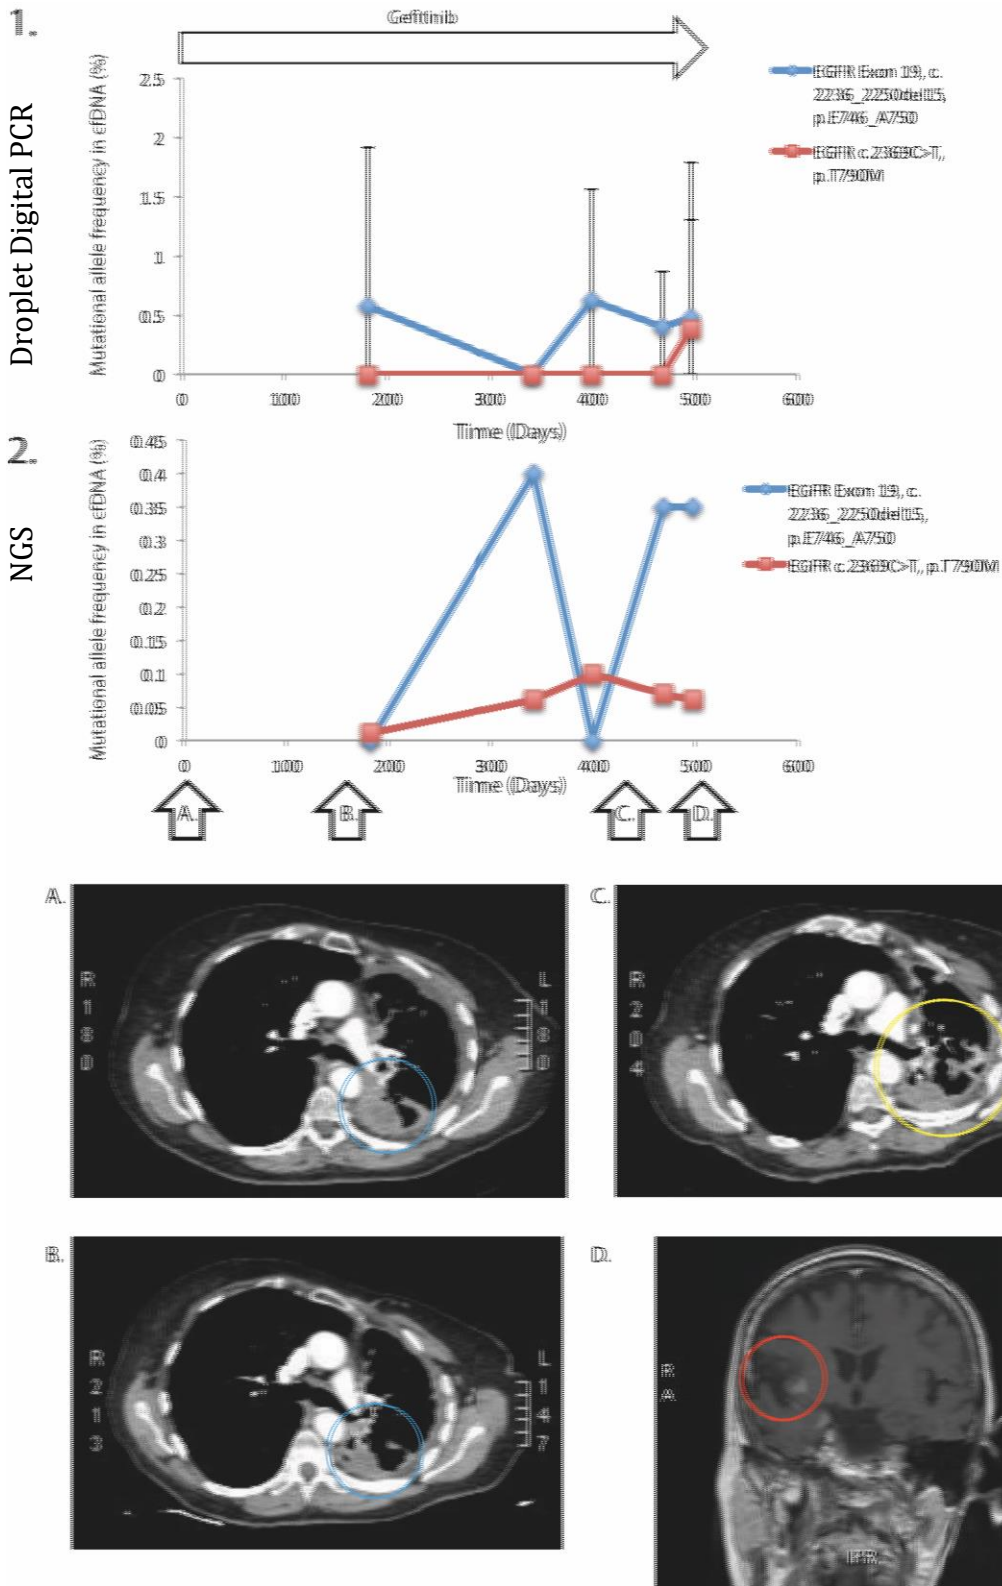 1.
Gefitinib
Droplet Digital PCR
Mutational allele frequency in cfDNA (%)
2.5
2
1.5
1
0.5
0
0 100 200 300 400 500 600
Time (Days)
EGFR Exon 19, c.
2236_2250del15,
p.E746_A750
EGFR c.2369C>T,
p.T790M
2.
NGS
Mutational allele frequency in cfDNA (%)
0.45
0.4
0.35
0.3
0.25
0.2
0.15
0.1
0.05
0
0 100 200 300 400 500 600
Time (Days)
EGFR Exon 19, c.
2236_2250del15,
p.E746_A750
EGFR c.2369C>T, p.T790M
A. B. C. D.
A.
R
1
8
0
L
1
8
0
C.
R
2
0
4
B.
R
1
2
3
L
1
4
7
D.
R
A